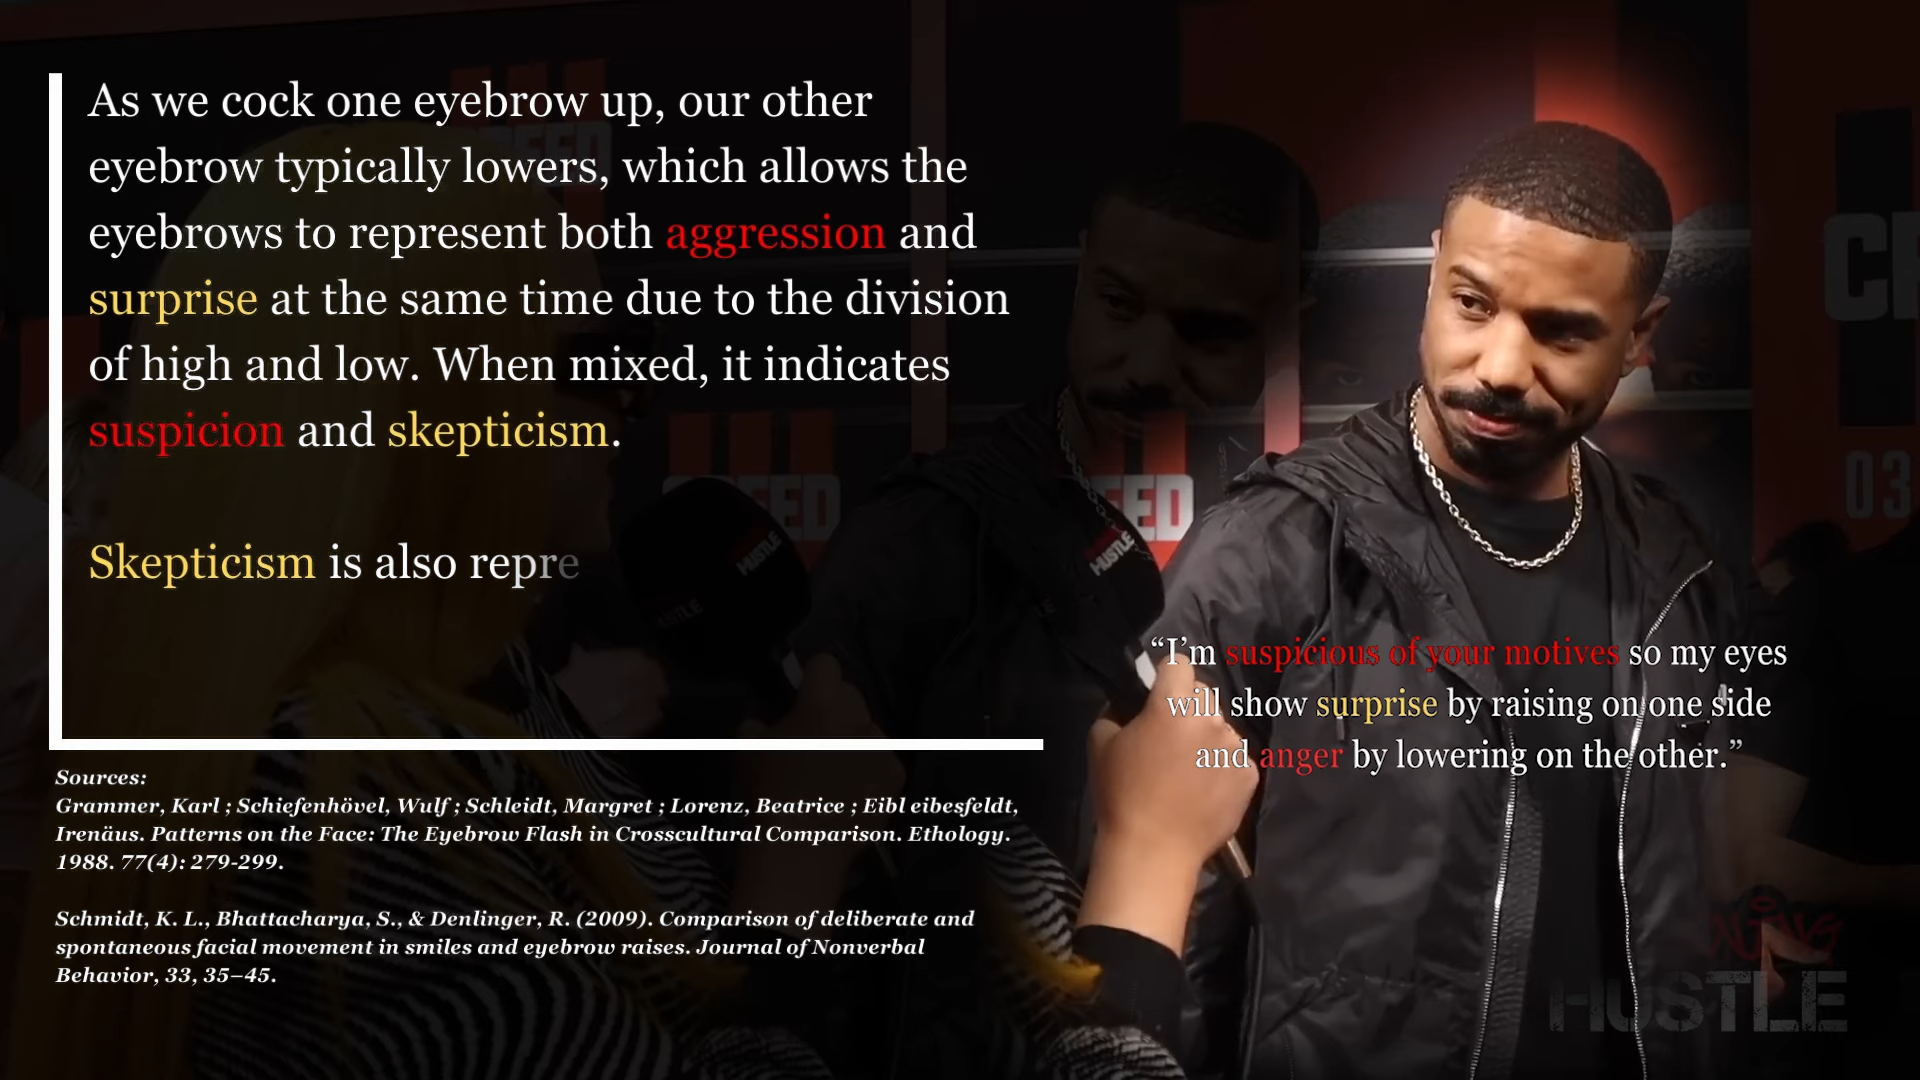 As we cock one eyebrow up, our other
eyebrow typically lowers, which allows the
eyebrows to represent both aggression and
surprise at the same time due to the division
of high and low. When mixed, it indicates
suspicion and skepticism.
Skepticism is also repre
“I’m suspicious of your motives so my eyes
will show surprise by raising on one side
and anger by lowering on the other.”
Sources:
Grammer, Karl ; Schiefenhövel, Wulf ; Schleidt, Margret ; Lorenz, Beatrice ; Eibl eibesfeldt,
Irenäus. Patterns on the Face: The Eyebrow Flash in Crosscultural Comparison. Ethology.
1988. 77(4): 279-299.
Schmidt, K. L., Bhattacharya, S., & Denlinger, R. (2009). Comparison of deliberate and
spontaneous facial movement in smiles and eyebrow raises. Journal of Nonverbal
Behavior, 33, 35–45.
EED
HUSTLE
EED
HUSTLE
03
HUSTLE